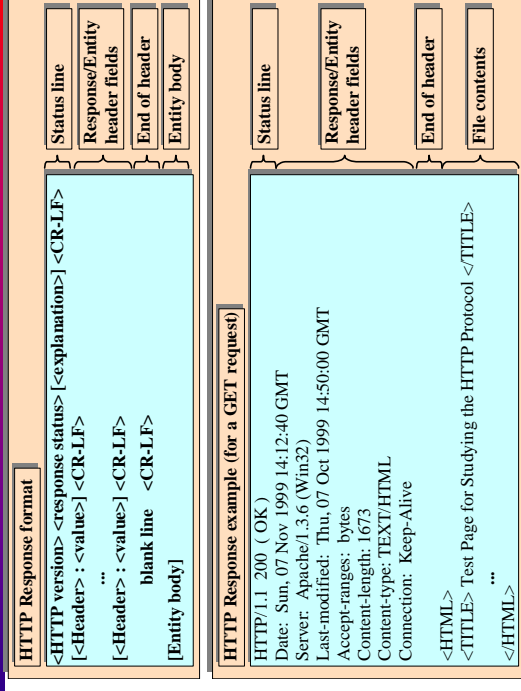 HTTP Response format
<HTTP version> <response status> [<explanation>] <CR-LF>
[<Header> : <value>] <CR-LF>
...
[<Header> : <value>] <CR-LF>
blank line <CR-LF>
[Entity body]
Status line
Response/Entity
header fields
End of header
Entity body
HTTP Response example (for a GET request)
HTTP/1.1 200 ( OK )
Date: Sun, 07 Nov 1999 14:12:40 GMT
Server: Apache/1.3.6 (Win32)
Last-modified: Thu, 07 Oct 1999 14:50:00 GMT
Accept-ranges: bytes
Content-length: 1673
Content-type: TEXT/HTML
Connection: Keep-Alive
<HTML>
<TITLE> Test Page for Studying the HTTP Protocol </TITLE>
...
</HTML>
Status line
Response/Entity
header fields
End of header
File contents